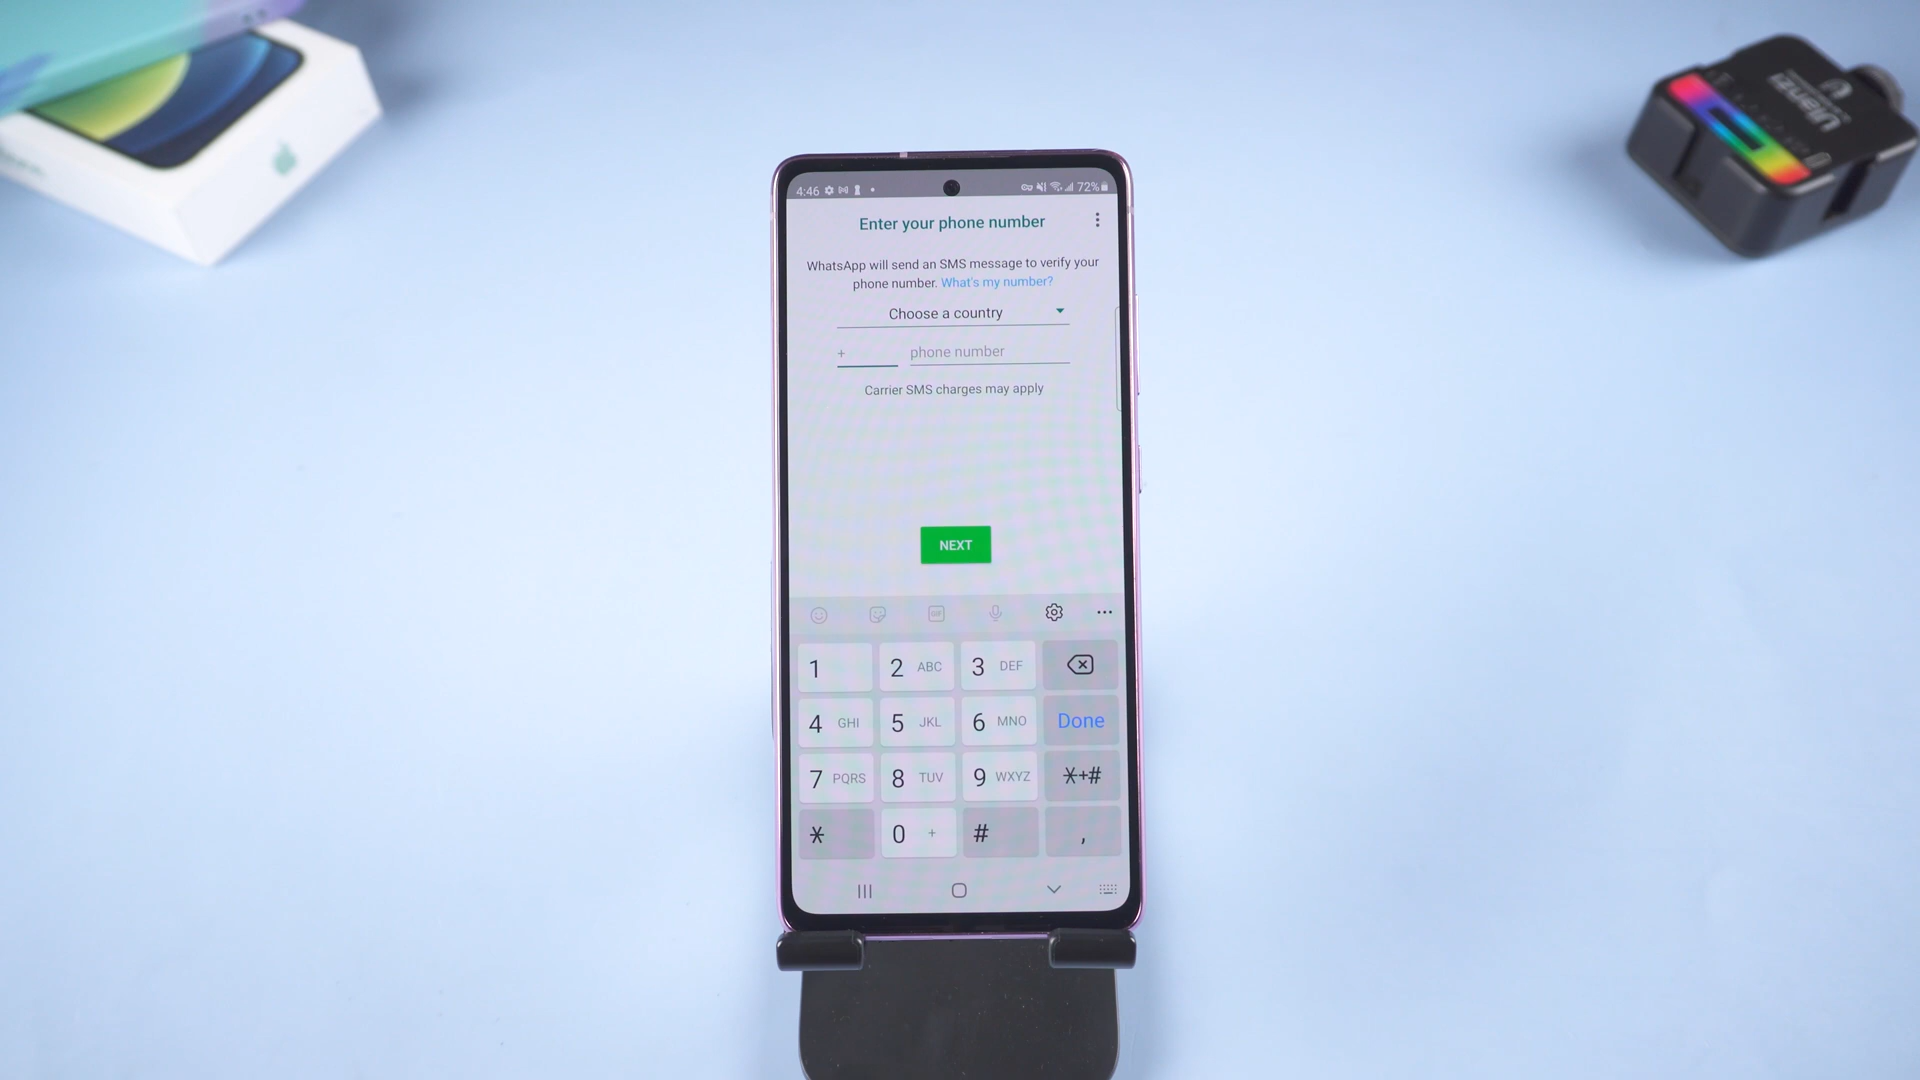 4:46
72%
Enter your phone number
WhatsApp will send an SMS message to verify your
phone number. What's my number?
Choose a country
+ phone number
Carrier SMS charges may apply
NEXT
GIF
1
2 ABC
3 DEF
4 GHI
5 JKL
6 MNO
Done
7 PQRS
8 TUV
9 WXYZ
*+#
*
0 +
#
,
Ulanzi